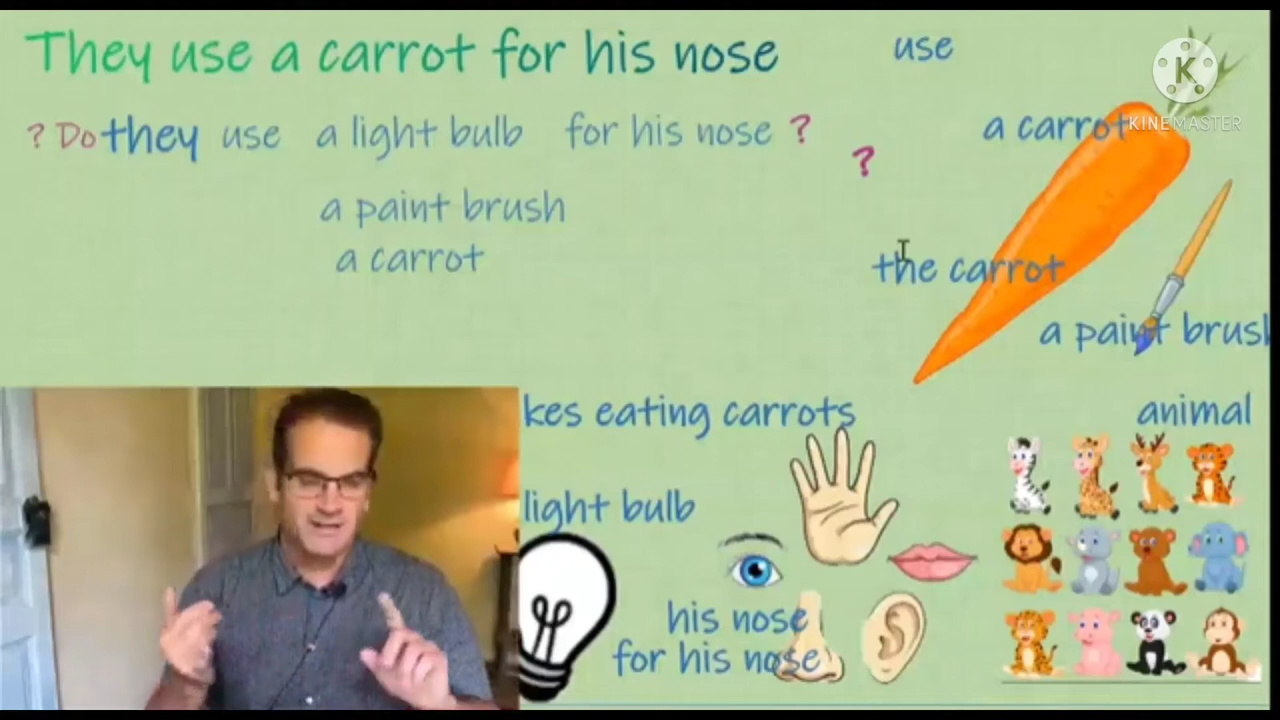 They use a carrot for his nose
use
? Do they use a light bulb for his nose ?
a carrot
KINEMASTER
?
a paint brush
a carrot
the carrot
a paint brush
kes eating carrots
animal
light bulb
his nose
for his nose